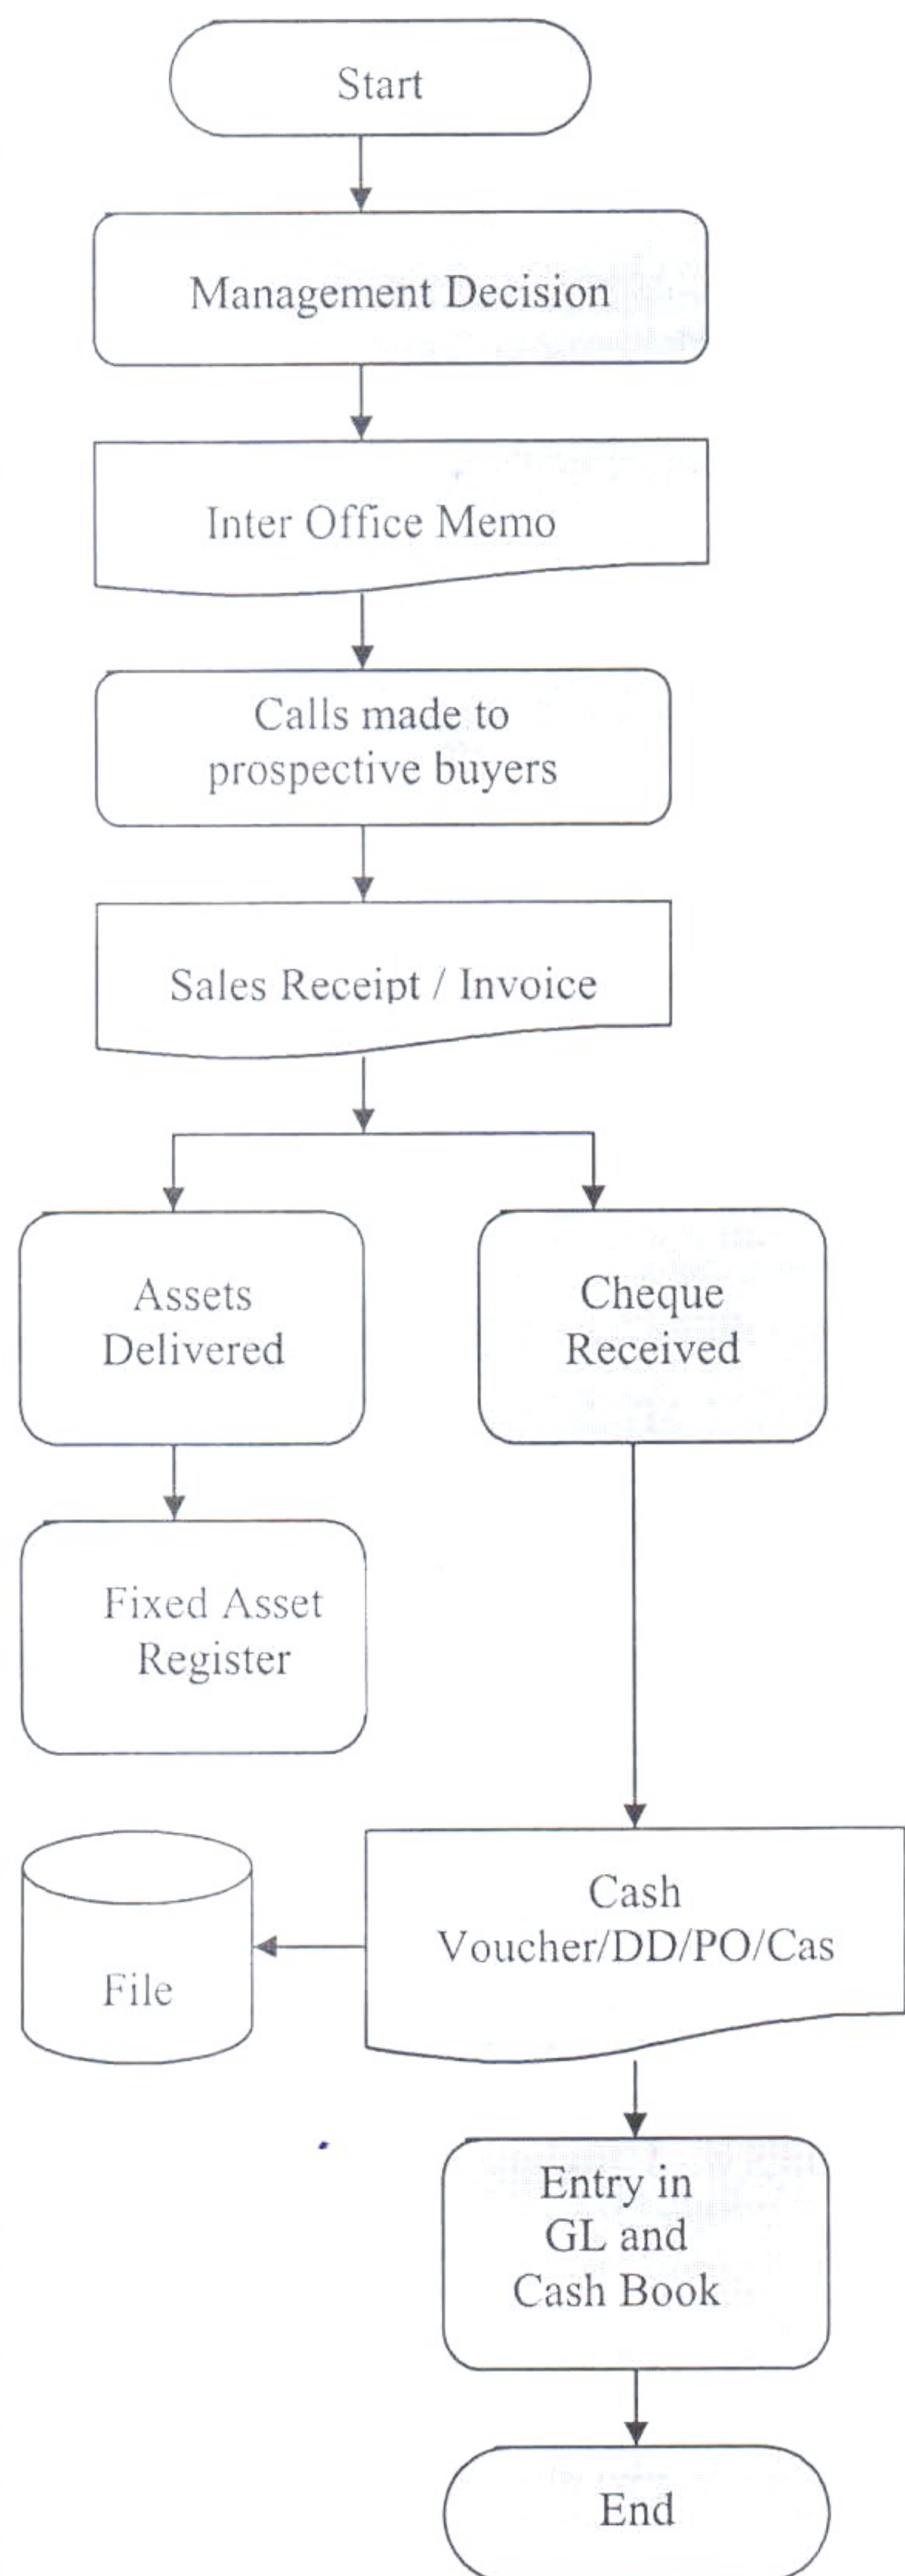 Start
Management Decision
Inter Office Memo
Calls made to
prospective buyers
Sales Receipt / Invoice
Assets
Delivered
Cheque
Received
Fixed Asset
Register
Cash
Voucher/DD/PO/Cas
File
Entry in
GL and
Cash Book
End